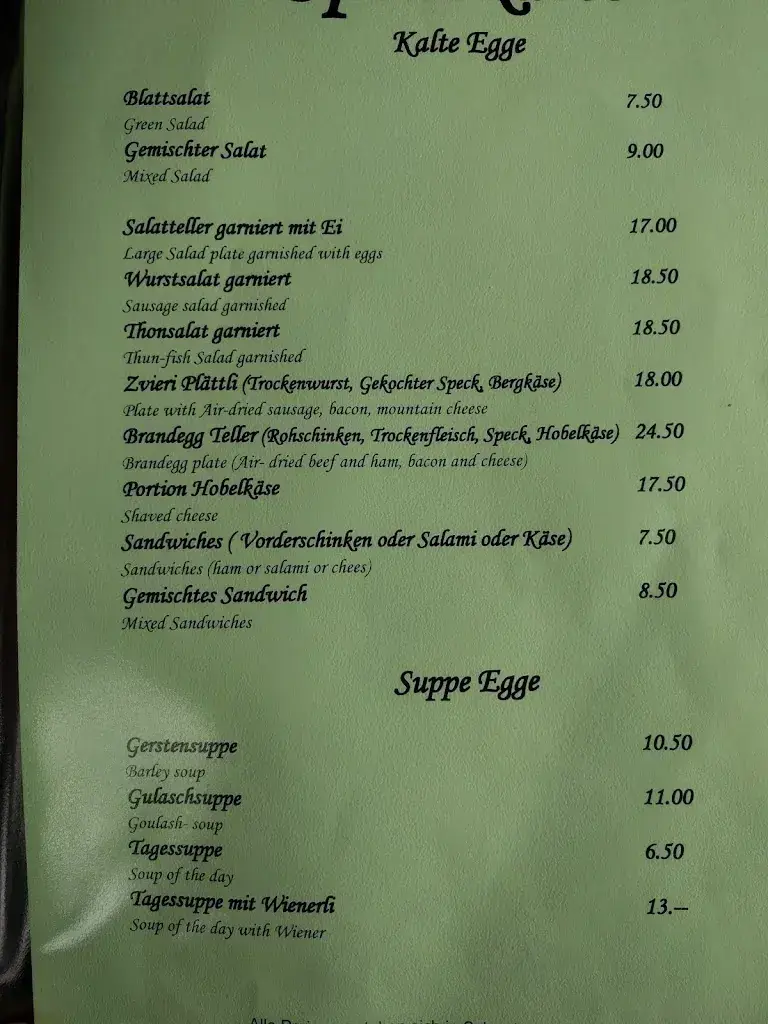 Kalte Egge
Blattsalat 7.50
Green Salad
Gemischter Salat 9.00
Mixed Salad
Salatteller garniert mit Ei 17.00
Large Salad plate garnished with eggs
Wurstsalat garniert 18.50
Sausage salad garnished
Thonsalat garniert 18.50
Thun-fish Salad garnished
Zvieri Plättli (Trockenwurst, Gekochter Speck, Bergkäse) 18.00
Plate with Air-dried sausage, bacon, mountain cheese
Brandegg Teller (Rohschinken, Trockenfleisch, Speck, Hobelkäse) 24.50
Brandegg plate (Air- dried beef and ham, bacon and cheese)
Portion Hobelkäse 17.50
Shaved cheese
Sandwiches ( Vorderschinken oder Salami oder Käse) 7.50
Sandwiches (ham or salami or chees)
Gemischtes Sandwich 8.50
Mixed Sandwiches
Suppe Egge
Gerstensuppe 10.50
Barley soup
Gulaschsuppe 11.00
Goulash- soup
Tagessuppe 6.50
Soup of the day
Tagessuppe mit Wienerli 13.—
Soup of the day with Wiener